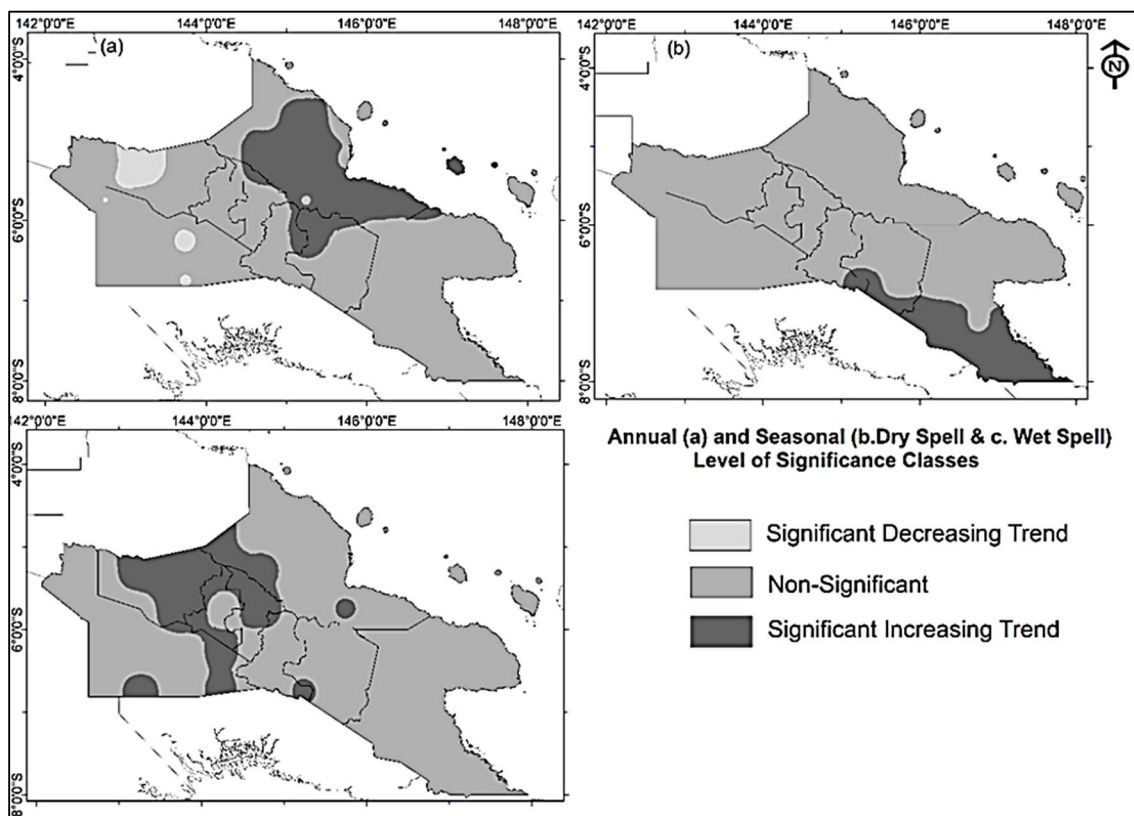 142°0'0"E 144°0'0"E 146°0'0"E 148°0'0"E
(a)
4°0'0"S
6°0'0"S
8°0'0"S
142°0'0"E 144°0'0"E 146°0'0"E 148°0'0"E
(b)
4°0'0"S
6°0'0"S
8°0'0"S
N
142°0'0"E 144°0'0"E 146°0'0"E 148°0'0"E
4°0'0"S
6°0'0"S
8°0'0"S
Annual (a) and Seasonal (b.Dry Spell & c. Wet Spell)
Level of Significance Classes
Significant Decreasing Trend
Non-Significant
Significant Increasing Trend